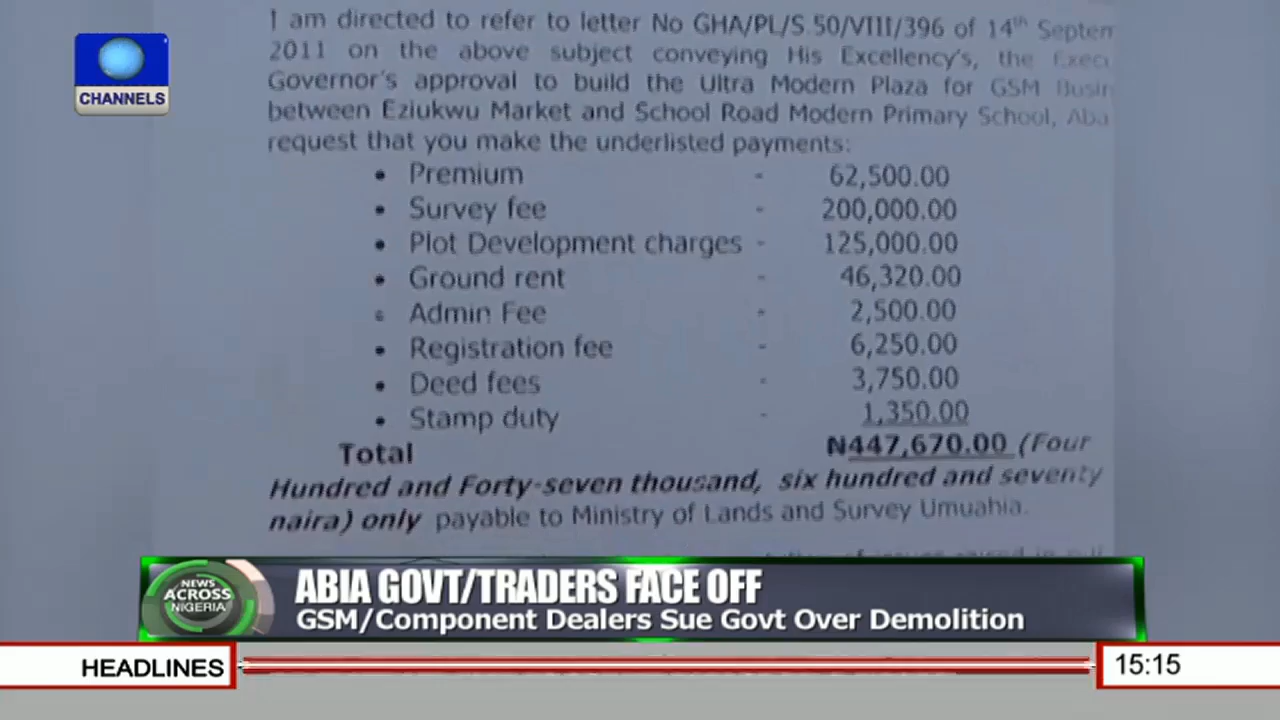 I am directed to refer to letter No GHA/PL/S.50/VIII/396 of 14th Septem
2011 on the above subject conveying His Excellency's, the Execu
Governor's approval to build the Ultra Modern Plaza for GSM Busin
between Eziukwu Market and School Road Modern Primary School, Aba
request that you make the underlisted payments:
• Premium - 62,500.00
• Survey fee - 200,000.00
• Plot Development charges - 125,000.00
• Ground rent - 46,320.00
• Admin Fee - 2,500.00
• Registration fee - 6,250.00
• Deed fees - 3,750.00
• Stamp duty - 1,350.00
Total ₦447,670.00 (Four
Hundred and Forty-seven thousand, six hundred and seventy
naira) only payable to Ministry of Lands and Survey Umuahia.
CHANNELS
NEWS
ACROSS
NIGERIA
ABIA GOVT/TRADERS FACE OFF
GSM/Component Dealers Sue Govt Over Demolition
HEADLINES
15:15